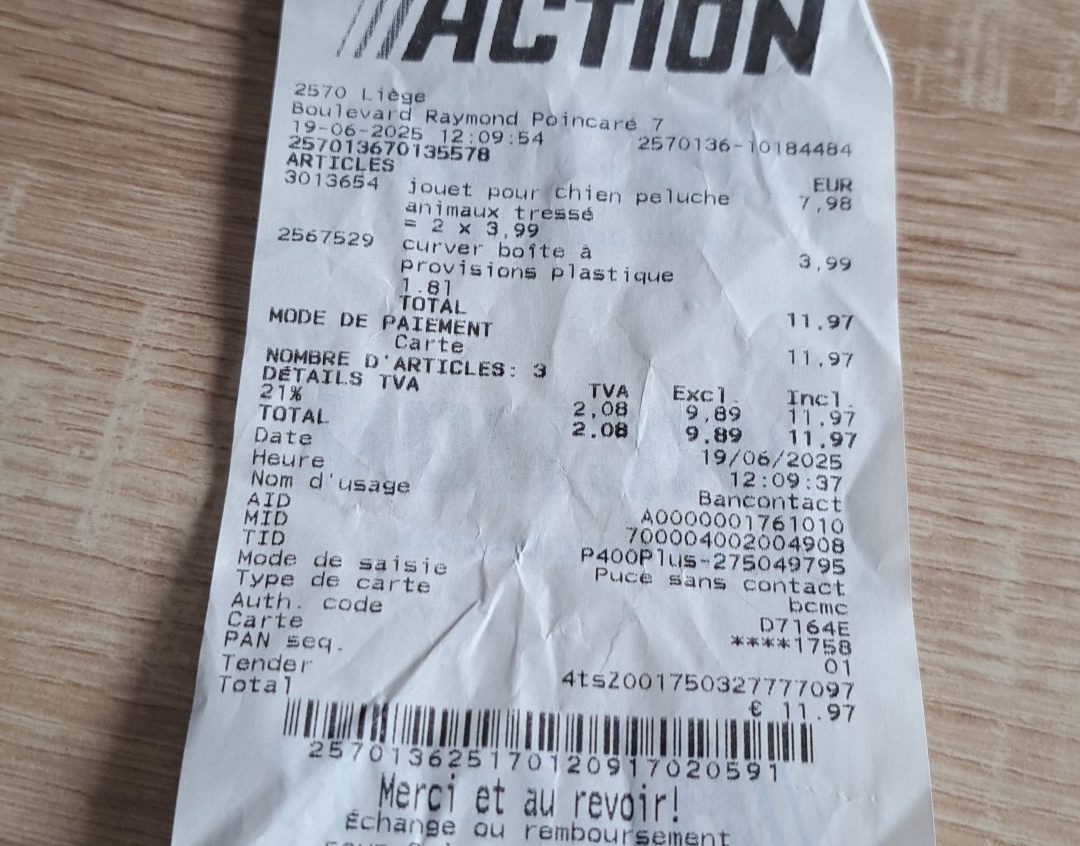 ACTION
2570 Liège
Boulevard Raymond Poincaré 7
19-06-2025 12:09:54 2570136-10184484
257013670135578
ARTICLES EUR
3013654 jouet pour chien peluche 7,98
animaux tressé
= 2 x 3,99
2567529 curver boîte à 3,99
provisions plastique
1.81
TOTAL 11,97
MODE DE PAIEMENT
Carte 11,97
NOMBRE D'ARTICLES: 3
DÉTAILS TVA TVA Excl. Incl.
21% 2,08 9,89 11,97
TOTAL 2,08 9,89 11,97
Date 19/06/2025
Heure 12:09:37
Nom d'usage Bancontact
AID A0000001761010
MID 700004002004908
TID P400Plus-275049795
Mode de saisie Puce sans contact
Type de carte bcmc
Auth. code D7164E
Carte ****1758
PAN seq. 01
Tender 4tsZ001750327777097
Total € 11.97
257013625170120917020591
Merci et au revoir!
Échange ou remboursement